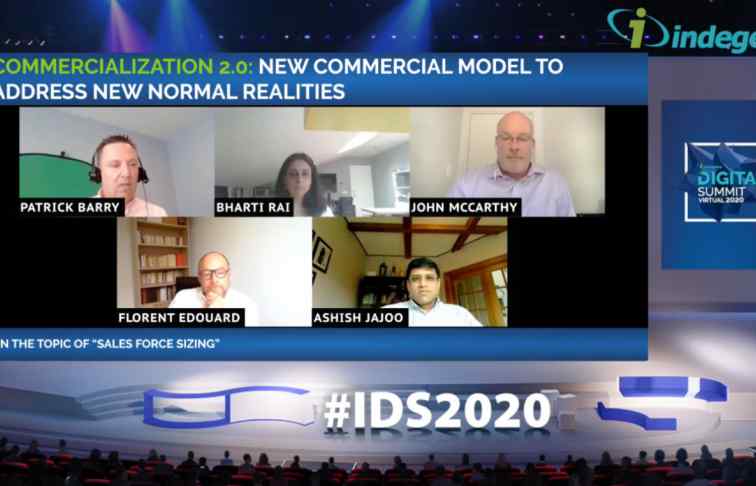 indege
COMMERCIALIZATION 2.0: NEW COMMERCIAL MODEL TO
ADDRESS NEW NORMAL REALITIES
PATRICK BARRY
BHARTI RAI
JOHN MCCARTHY
FLORENT EDOUARD
ASHISH JAJOO
DIGITA
SUMMIT
VIRTUAL 2020
N THE TOPIC OF “SALES FORCE SIZING”
#IDS2020